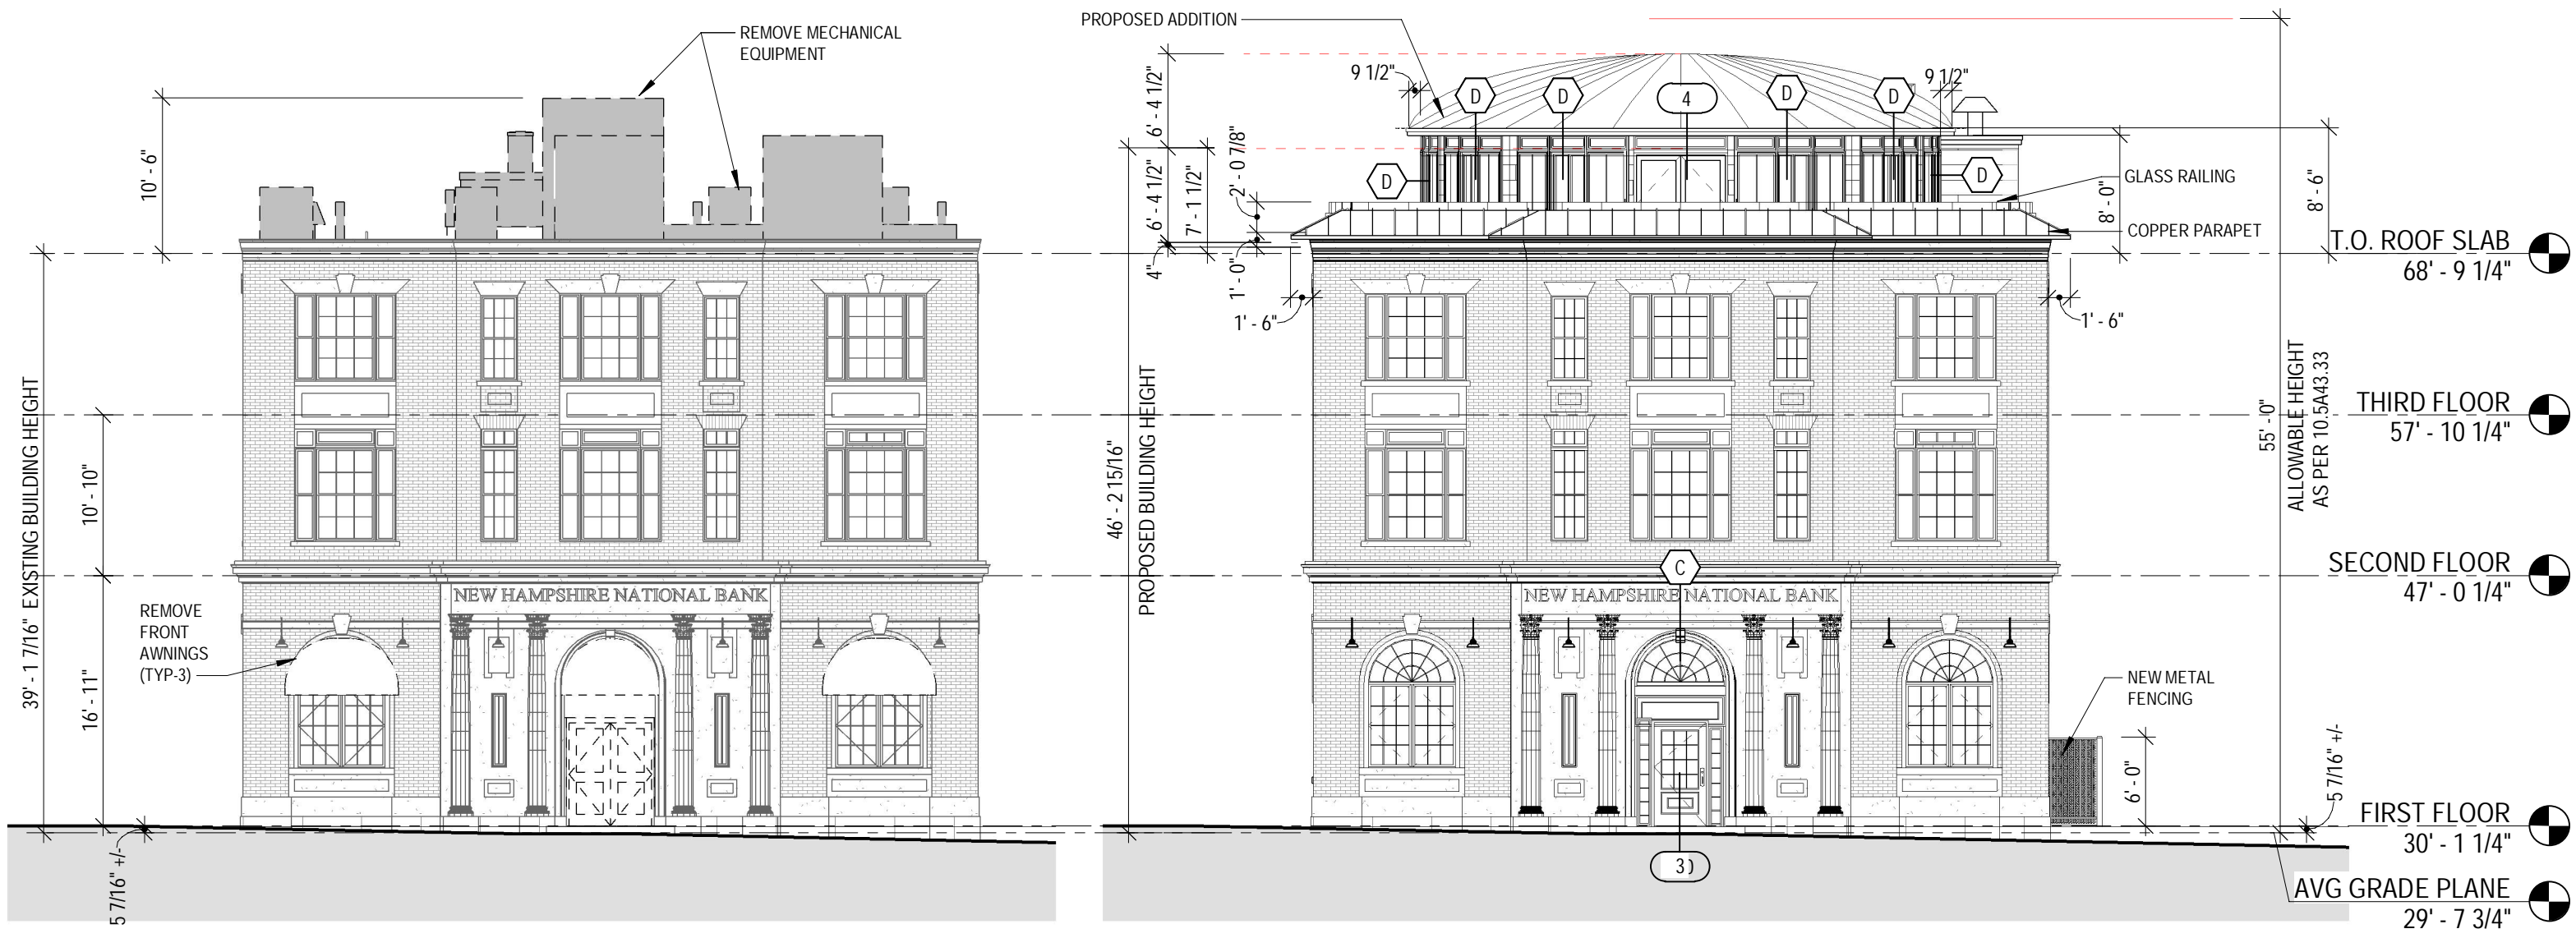 REMOVE MECHANICAL
EQUIPMENT
10' - 6"
39' - 1 7/16" EXISTING BUILDING HEIGHT
10' - 10"
16' - 11"
5 7/16" +/-
REMOVE
FRONT
AWNINGS
(TYP-3)
NEW HAMPSHIRE NATIONAL BANK
PROPOSED ADDITION
6' - 4 1/2"
6' - 4 1/2"
7' - 1 1/2"
2' - 0 7/8"
4"
1' - 0"
1' - 6"
46' - 2 15/16"
PROPOSED BUILDING HEIGHT
9 1/2"
9 1/2"
D
D
4
D
D
D
D
GLASS RAILING
COPPER PARAPET
8' - 0"
8' - 6"
1' - 6"
C
NEW HAMPSHIRE NATIONAL BANK
3)
NEW METAL
FENCING
6' - 0"
5 7/16" +/-
55' -0"
ALLOWABLE HEIGHT
AS PER 10.5A43.33
T.O. ROOF SLAB
68' - 9 1/4"
THIRD FLOOR
57' - 10 1/4"
SECOND FLOOR
47' - 0 1/4"
FIRST FLOOR
30' - 1 1/4"
AVG GRADE PLANE
29' - 7 3/4"